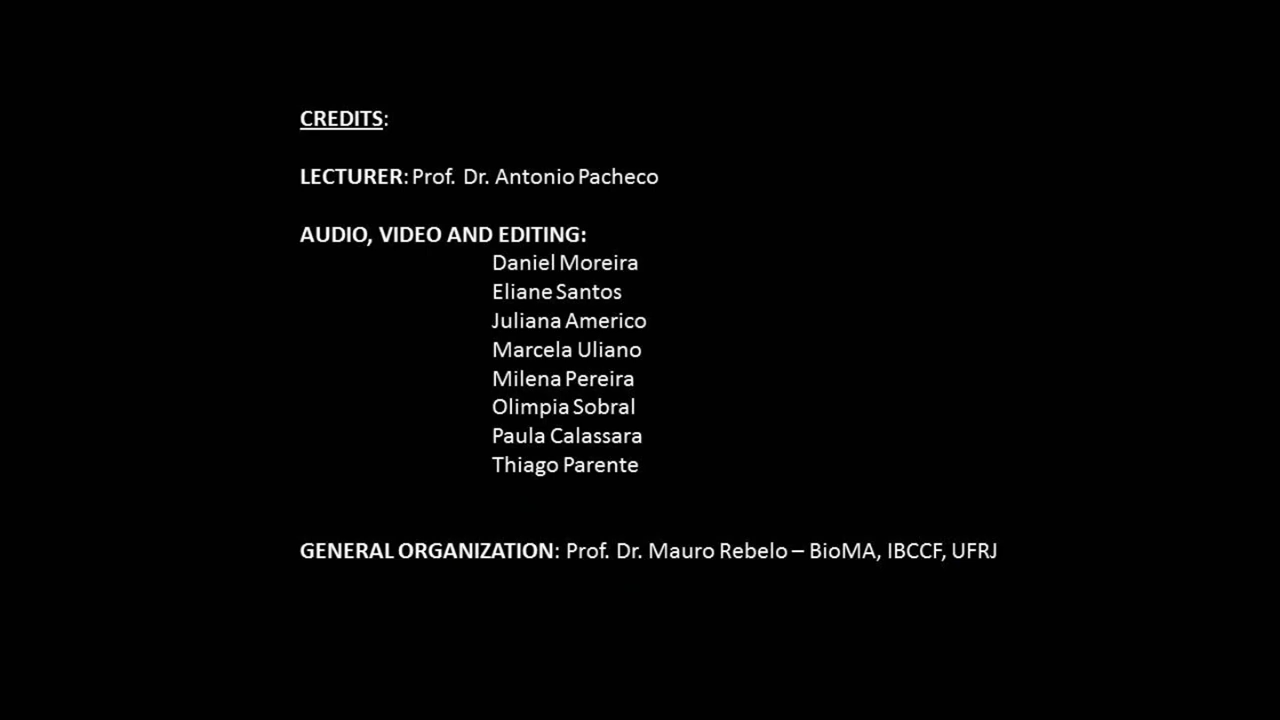 CREDITS:
LECTURER: Prof. Dr. Antonio Pacheco
AUDIO, VIDEO AND EDITING:
Daniel Moreira
Eliane Santos
Juliana Americo
Marcela Uliano
Milena Pereira
Olimpia Sobral
Paula Calassara
Thiago Parente
GENERAL ORGANIZATION: Prof. Dr. Mauro Rebelo – BioMA, IBCCF, UFRJ